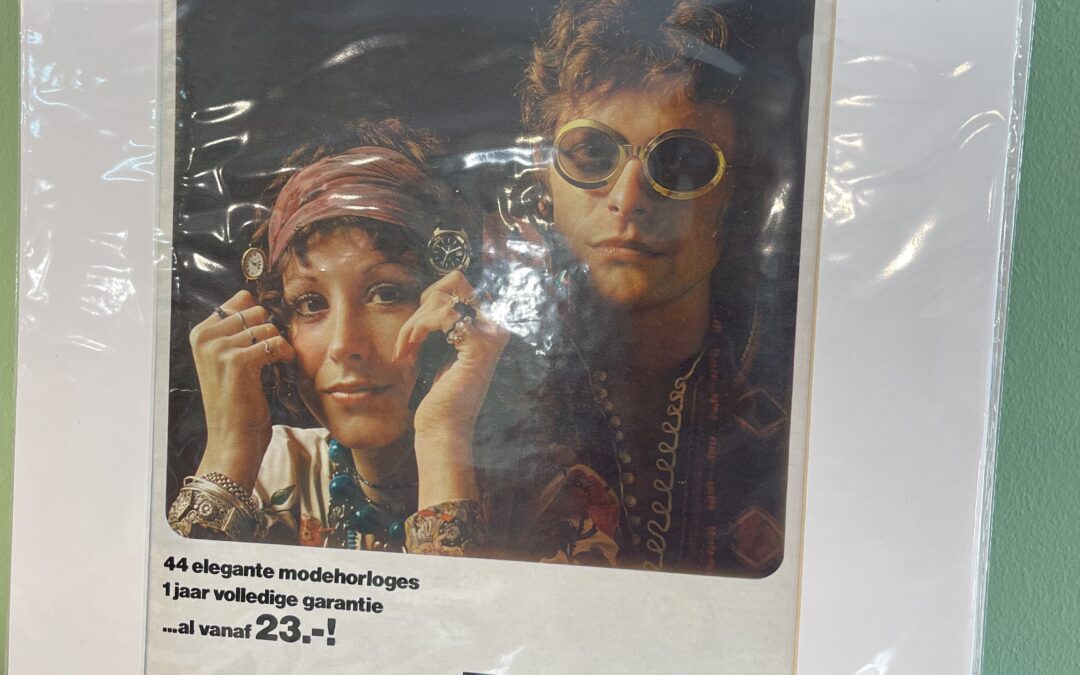 44 elegante modehorloges
1 jaar volledige garantie
...al vanaf 23.-!